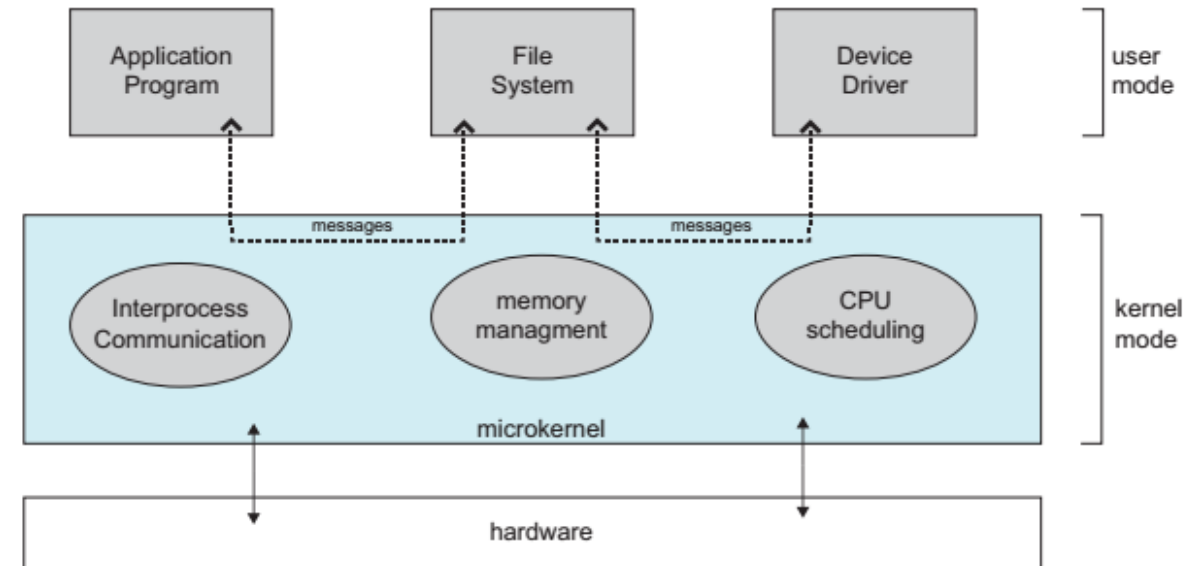 Application
Program
File
System
Device
Driver
user
mode
messages
messages
Interprocess
Communication
memory
managment
CPU
scheduling
kernel
mode
microkernel
hardware